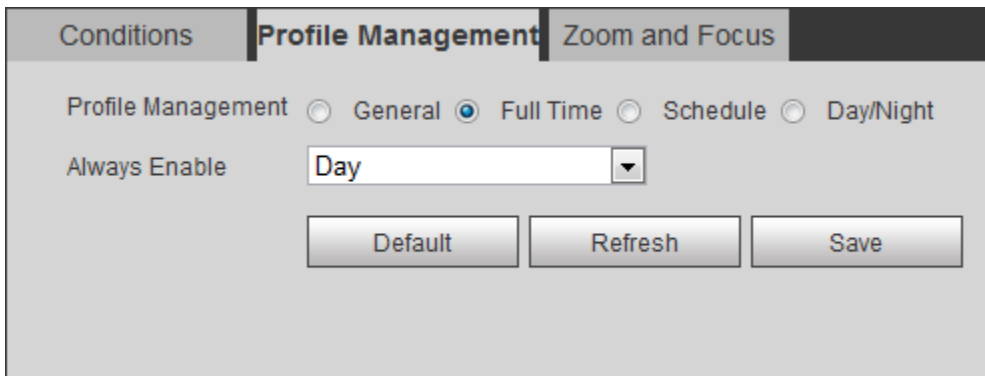 Conditions Profile Management Zoom and Focus
Profile Management General Full Time Schedule Day/Night
Always Enable Day
Default Refresh Save